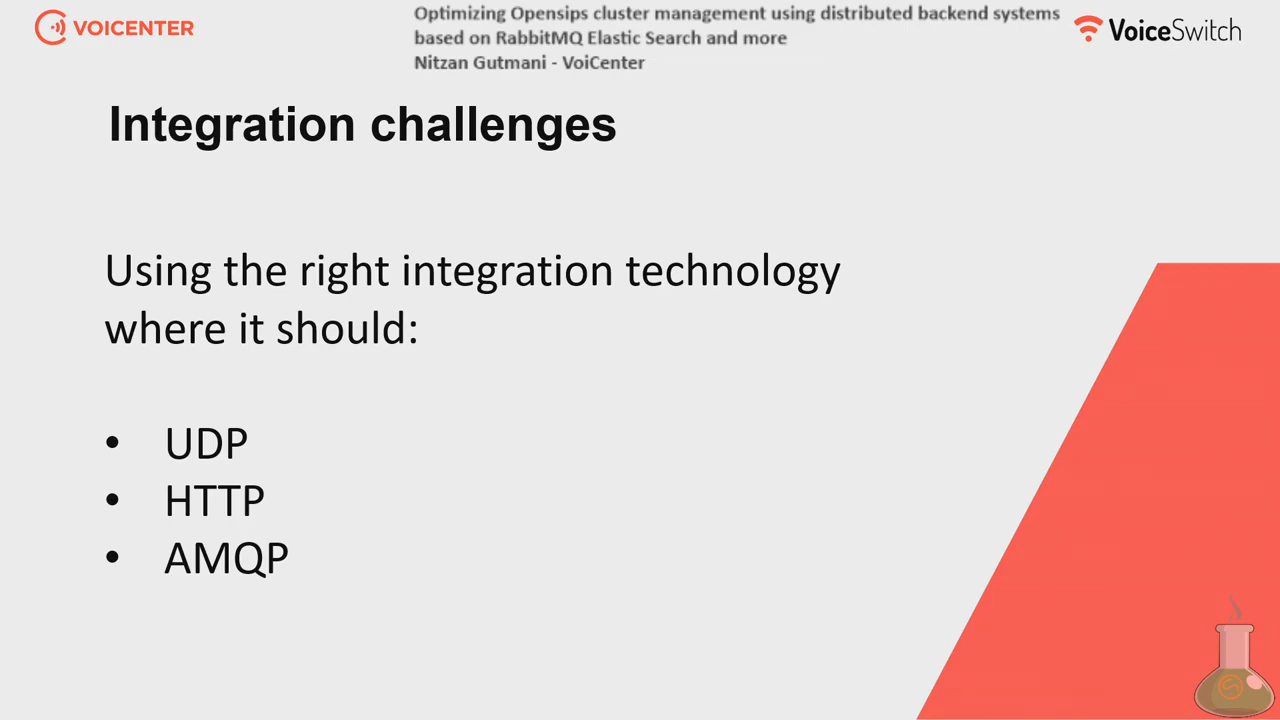 VOICENTER
Optimizing Opensips cluster management using distributed backend systems
based on RabbitMQ Elastic Search and more
Nitzan Gutmani - VoiCenter
VoiceSwitch
Integration challenges
Using the right integration technology
where it should:
• UDP
• HTTP
• AMQP